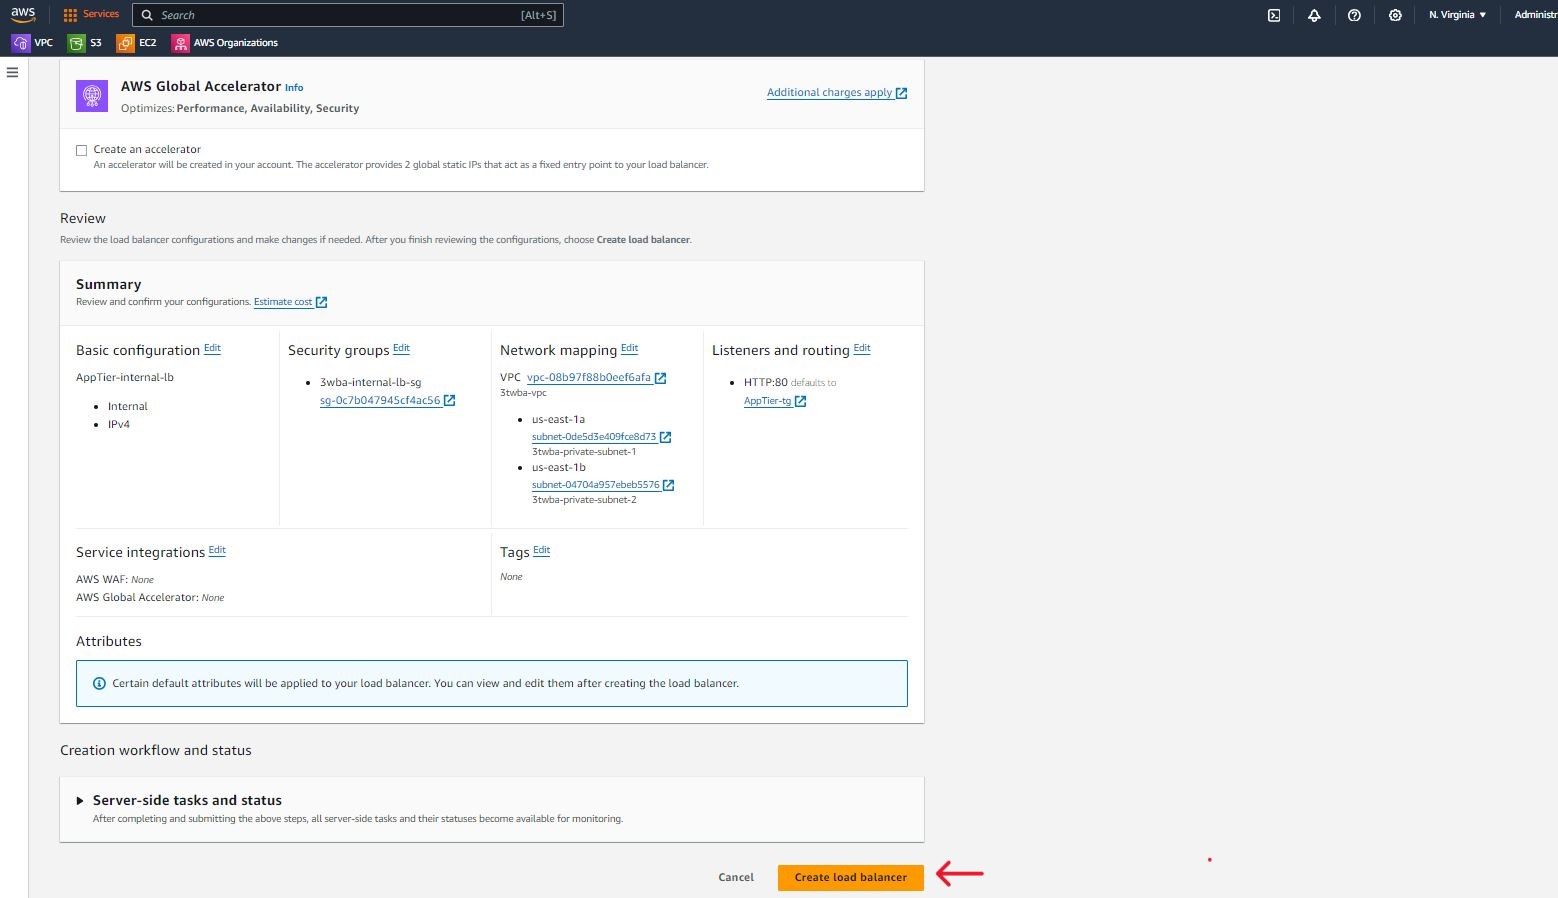 aws
Services
Search [Alt+S]
N. Virginia ▼
Administr
VPC S3 EC2 AWS Organizations
AWS Global Accelerator Info
Optimizes: Performance, Availability, Security
Additional charges apply
Create an accelerator
An accelerator will be created in your account. The accelerator provides 2 global static IPs that act as a fixed entry point to your load balancer.
Review
Review the load balancer configurations and make changes if needed. After you finish reviewing the configurations, choose Create load balancer.
Summary
Review and confirm your configurations. Estimate cost
Basic configuration Edit
AppTier-internal-lb
• Internal
• IPv4
Security groups Edit
• 3wba-internal-lb-sg
sg-0c7b047945cf4ac56
Network mapping Edit
VPC vpc-08b97f88b0eef6afa
3twba-vpc
• us-east-1a
subnet-0de5d3e409fce8d73
3twba-private-subnet-1
• us-east-1b
subnet-04704a957ebeb5576
3twba-private-subnet-2
Listeners and routing Edit
• HTTP:80 defaults to
AppTier-tg
Service integrations Edit
AWS WAF: None
AWS Global Accelerator: None
Tags Edit
None
Attributes
Certain default attributes will be applied to your load balancer. You can view and edit them after creating the load balancer.
Creation workflow and status
Server-side tasks and status
After completing and submitting the above steps, all server-side tasks and their statuses become available for monitoring.
Cancel
Create load balancer